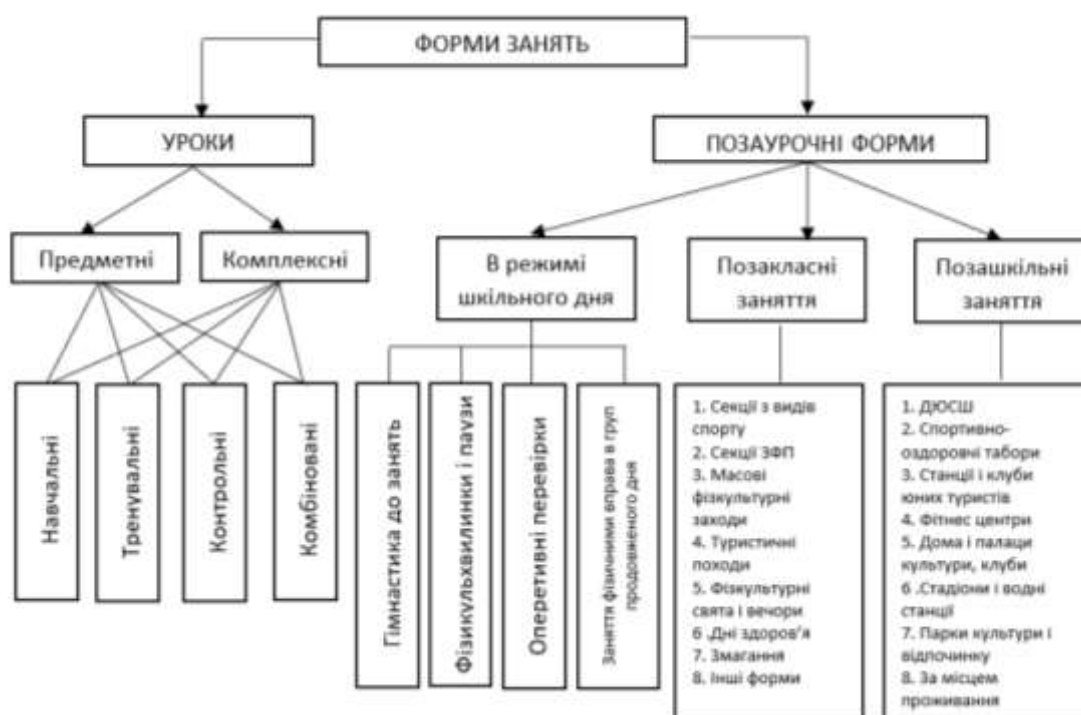 ФОРМИ ЗАНЯТЬ
УРОКИ
ПОЗАУРОЧНІ ФОРМИ
Предметні
Комплексні
В режимі
шкільного дня
Позакласні
заняття
Позашкільні
заняття
Навчальні
Тренувальні
Контрольні
Комбіновані
Гімнастика до занять
Фізикульхвилинки і паузи
Оперетивні перевірки
Заняття фізичними вправа в груп
продовженого дня
1. Секції з видів
спорту
2. Секції ЗФП
3. Масові
фізкультурні
заходи
4. Туристичні
походи
5. Фізкультурні
свята і вечори
6 .Дні здоров'я
7. Змагання
8. Інші форми
1. ДЮСШ
2. Спортивно-
оздоровчі табори
3. Станції і клуби
юних туристів
4. Фітнес центри
5. Дома і палаци
культури, клуби
6 .Стадіони і водні
станції
7. Парки культури і
відпочинку
8. За місцем
проживання